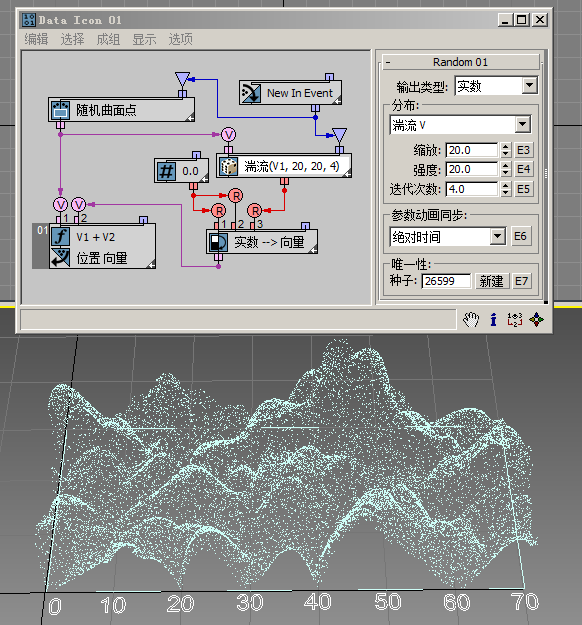 Data Icon 01
编辑 选择 成组 显示 选项
New In Event
随机曲面点
V
湍流(V1, 20, 20, 4)
# 0.0
R
V V
R R
1 2
1 2 3
01
V1 + V2
位置 向量
实数 --> 向量
- Random 01
输出类型: 实数
分布:
湍流 V
缩放: 20.0 E3
强度: 20.0 E4
迭代次数: 4.0 E5
参数动画同步:
绝对时间 E6
唯一性:
种子: 26599 新建 E7
0 10 20 30 40 50 60 70